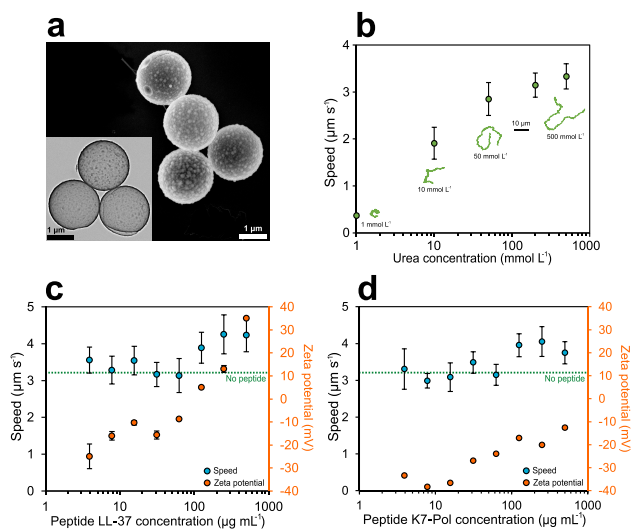 a
1 μm
1 μm
b
Speed (μm s⁻¹)
4
3
2
1
0
1 mmol L⁻¹
10 mmol L⁻¹
50 mmol L⁻¹
10 μm
500 mmol L⁻¹
1
10
100
1000
Urea concentration (mmol L⁻¹)
c
Speed (μm s⁻¹)
5
4
3
2
1
0
No peptide
Speed
Zeta potential
40
30
20
10
0
-10
-20
-30
-40
Zeta potential (mV)
1
10
100
1000
Peptide LL-37 concentration (μg mL⁻¹)
d
Speed (μm s⁻¹)
5
4
3
2
1
0
No peptide
Speed
Zeta potential
40
30
20
10
0
-10
-20
-30
-40
Zeta potential (mV)
1
10
100
1000
Peptide K7-Pol concentration (μg mL⁻¹)